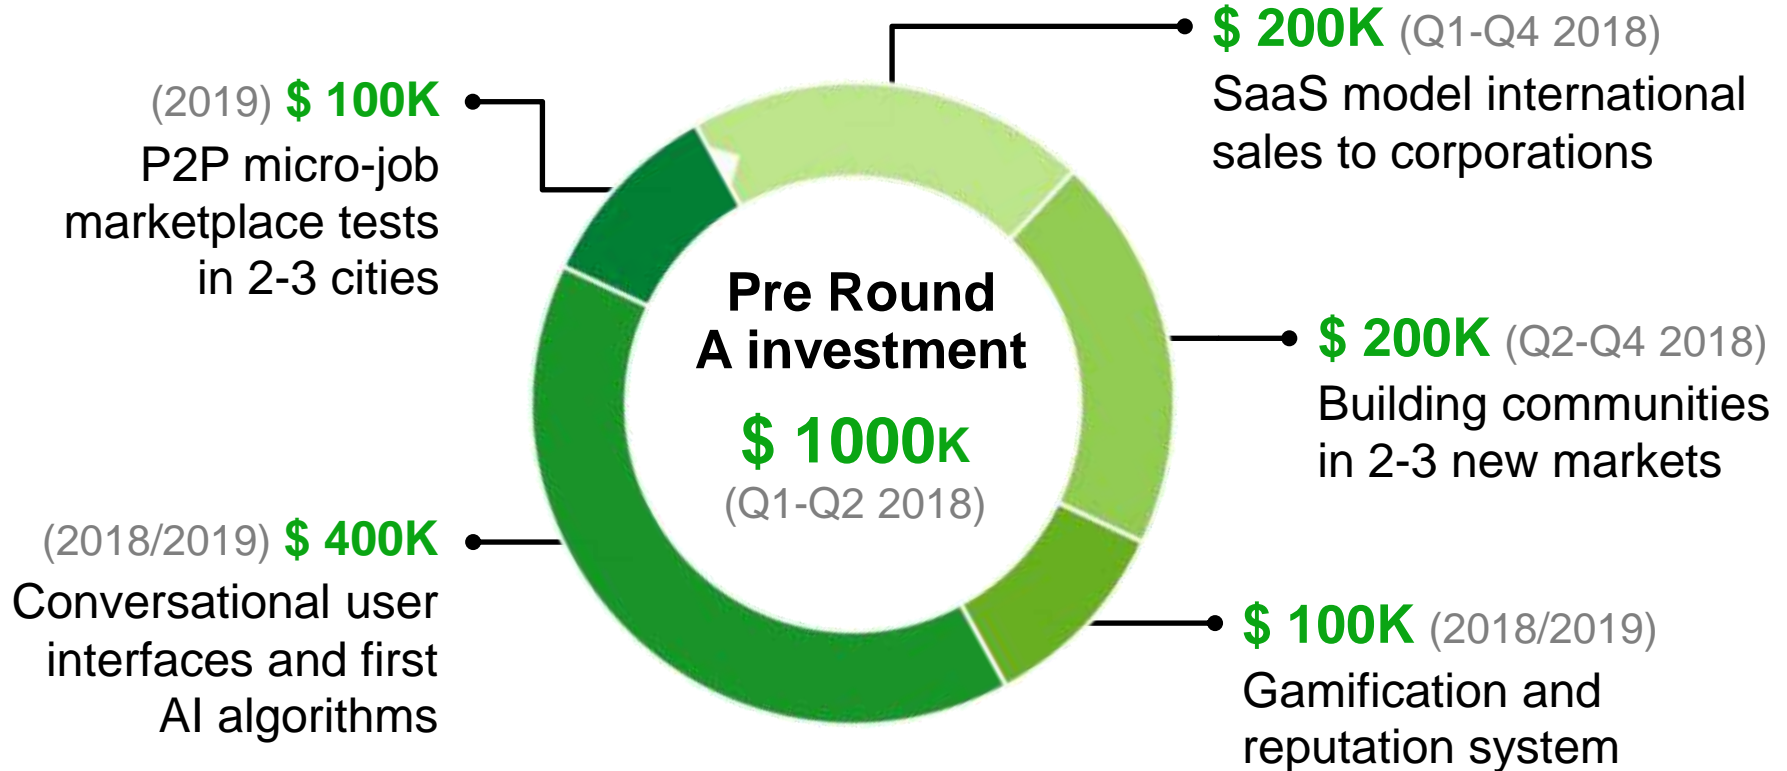 $ 200K (Q1-Q4 2018)
SaaS model international
sales to corporations
(2019) $ 100K
P2P micro-job
marketplace tests
in 2-3 cities
Pre Round
A investment
$ 1000K
(Q1-Q2 2018)
$ 200K (Q2-Q4 2018)
Building communities
in 2-3 new markets
(2018/2019) $ 400K
Conversational user
interfaces and first
AI algorithms
$ 100K (2018/2019)
Gamification and
reputation system